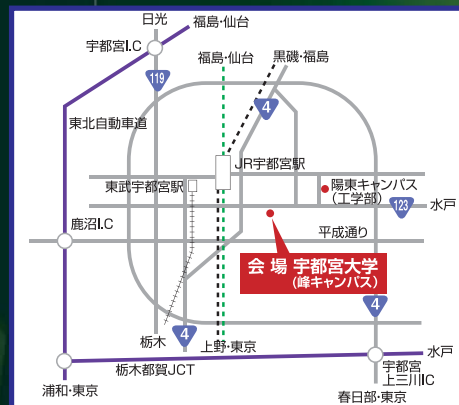 日光
福島・仙台
宇都宮I.C
福島・仙台
黒磯・福島
119
4
東北自動車道
JR宇都宮駅
東武宇都宮駅
陽東キャンパス
(工学部)
123
水戸
鹿沼I.C
平成通り
会場 宇都宮大学
(峰キャンパス)
4
4
栃木
上野・東京
栃木都賀JCT
水戸
宇都宮
上三川IC
浦和・東京
春日部・東京